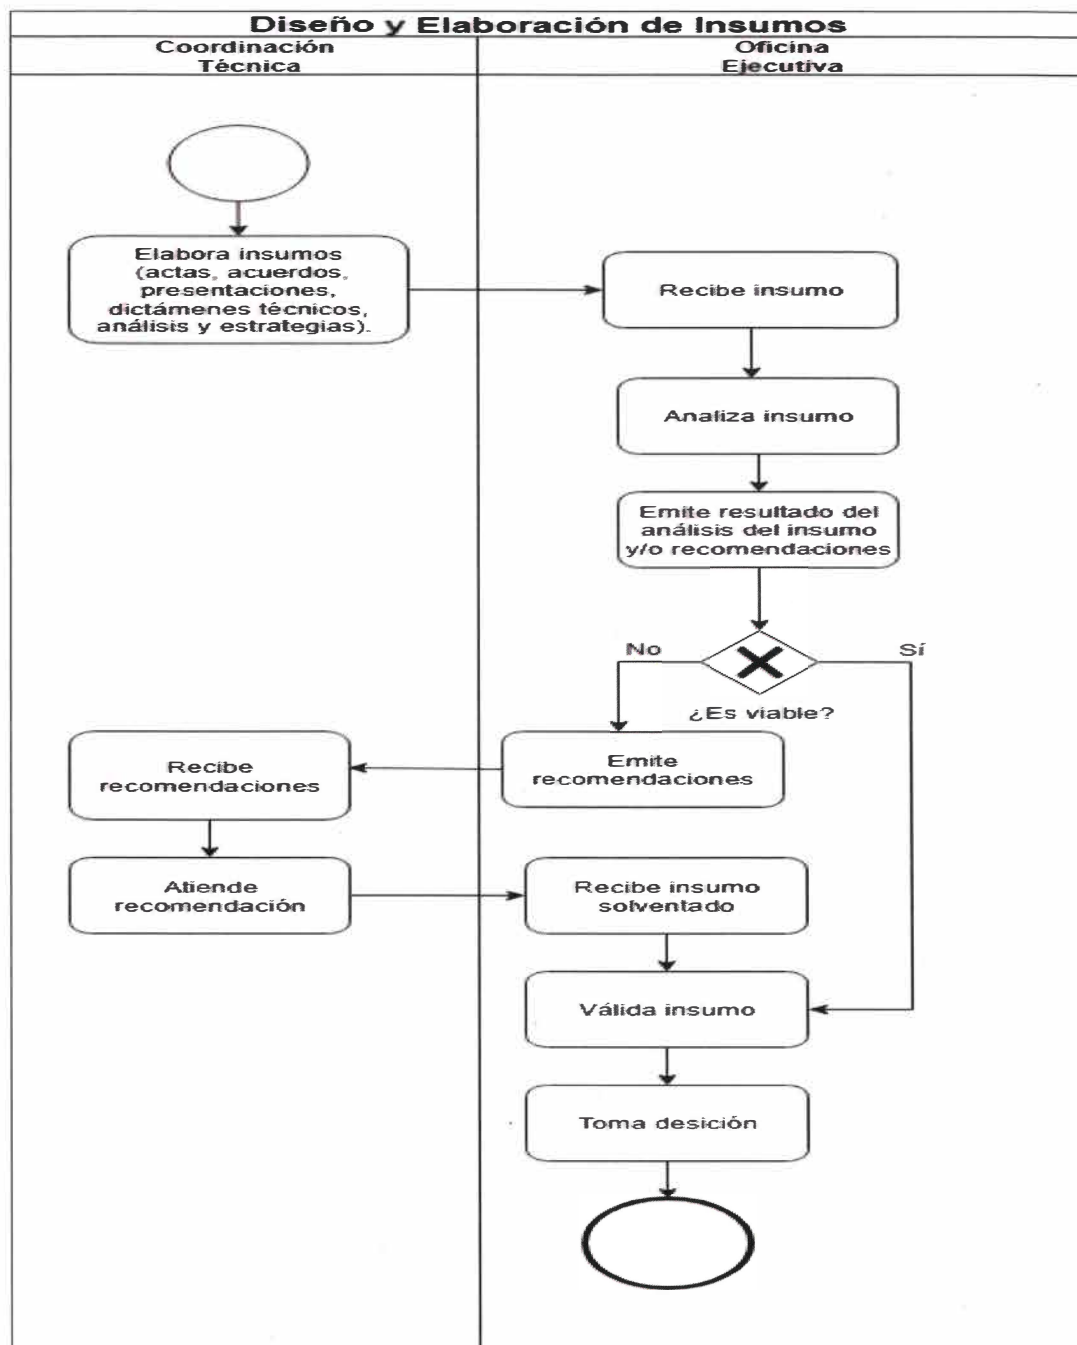 Diseño y Elaboración de Insumos
Coordinación
Técnica
Oficina
Ejecutiva
Elabora insumos
(actas, acuerdos,
presentaciones,
dictámenes técnicos,
análisis y estrategias).
Recibe insumo
Analiza insumo
Emite resultado del
análisis del insumo
y/o recomendaciones
No
Sí
¿Es viable?
Emite
recomendaciones
Recibe
recomendaciones
Atiende
recomendación
Recibe insumo
solventado
Válida insumo
Toma desición